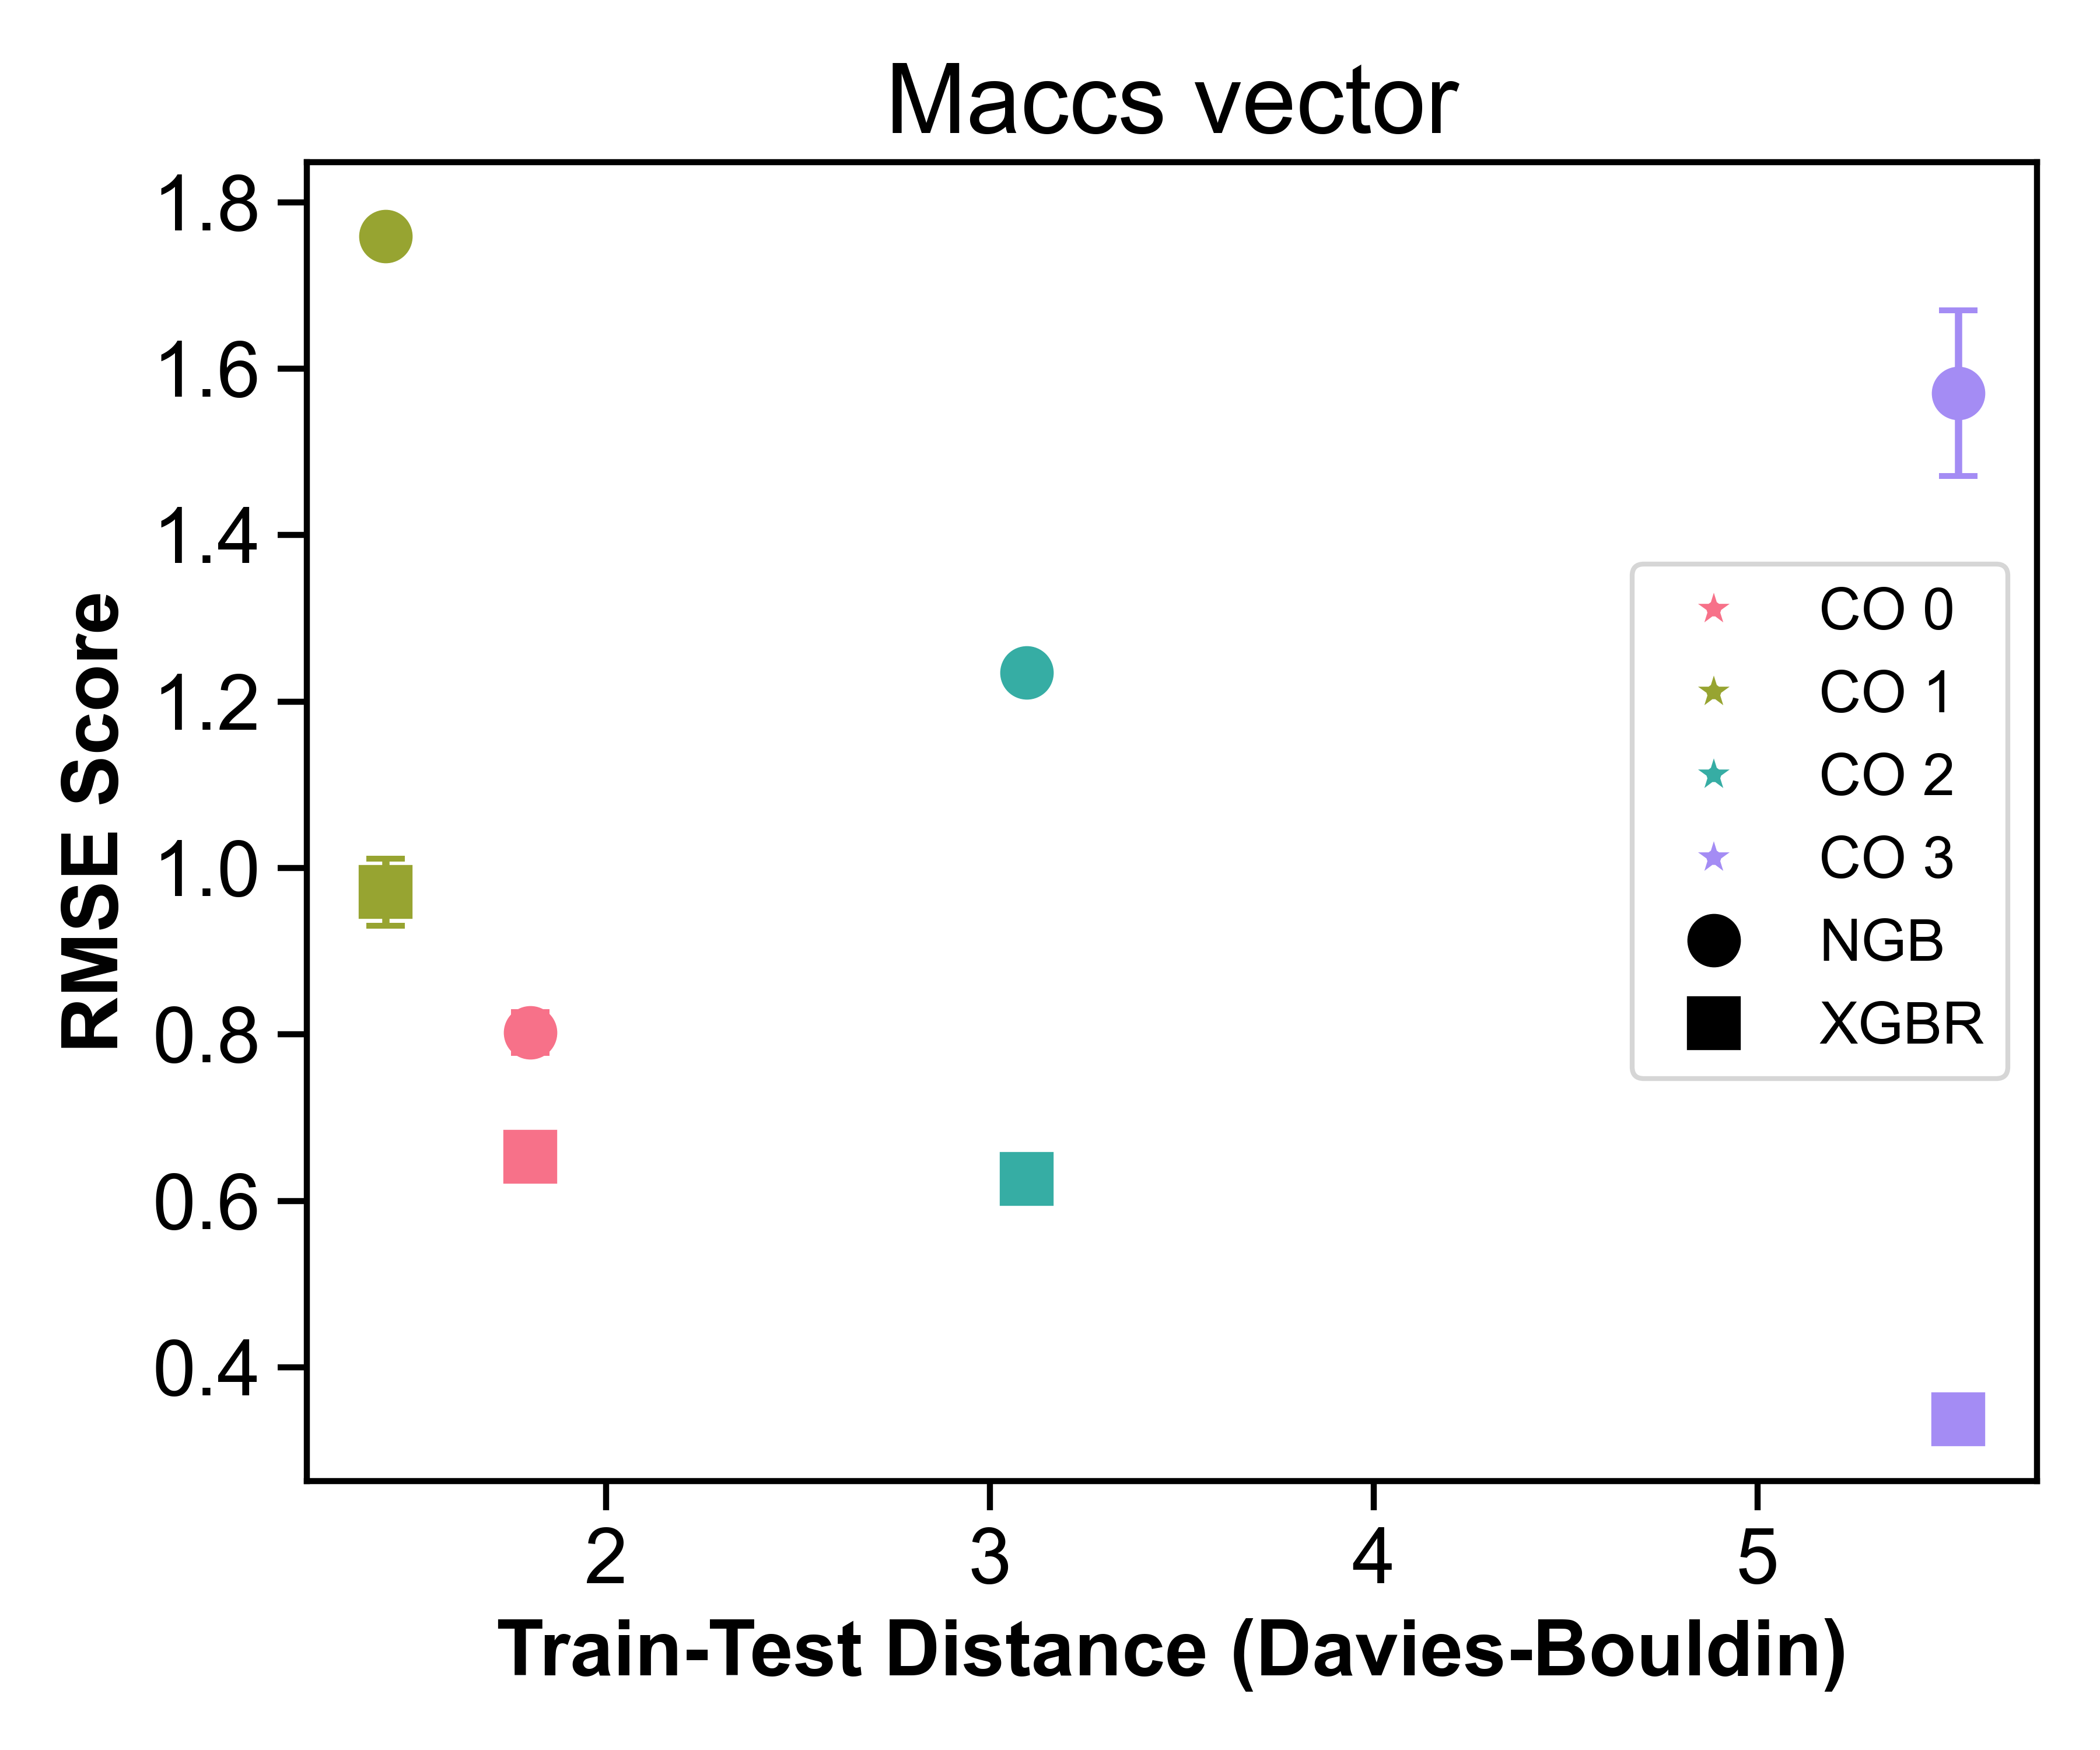 Maccs vector
RMSE Score
1.8
1.6
1.4
1.2
1.0
0.8
0.6
0.4
CO 0
CO 1
CO 2
CO 3
NGB
XGBR
2 3 4 5
Train-Test Distance (Davies-Bouldin)